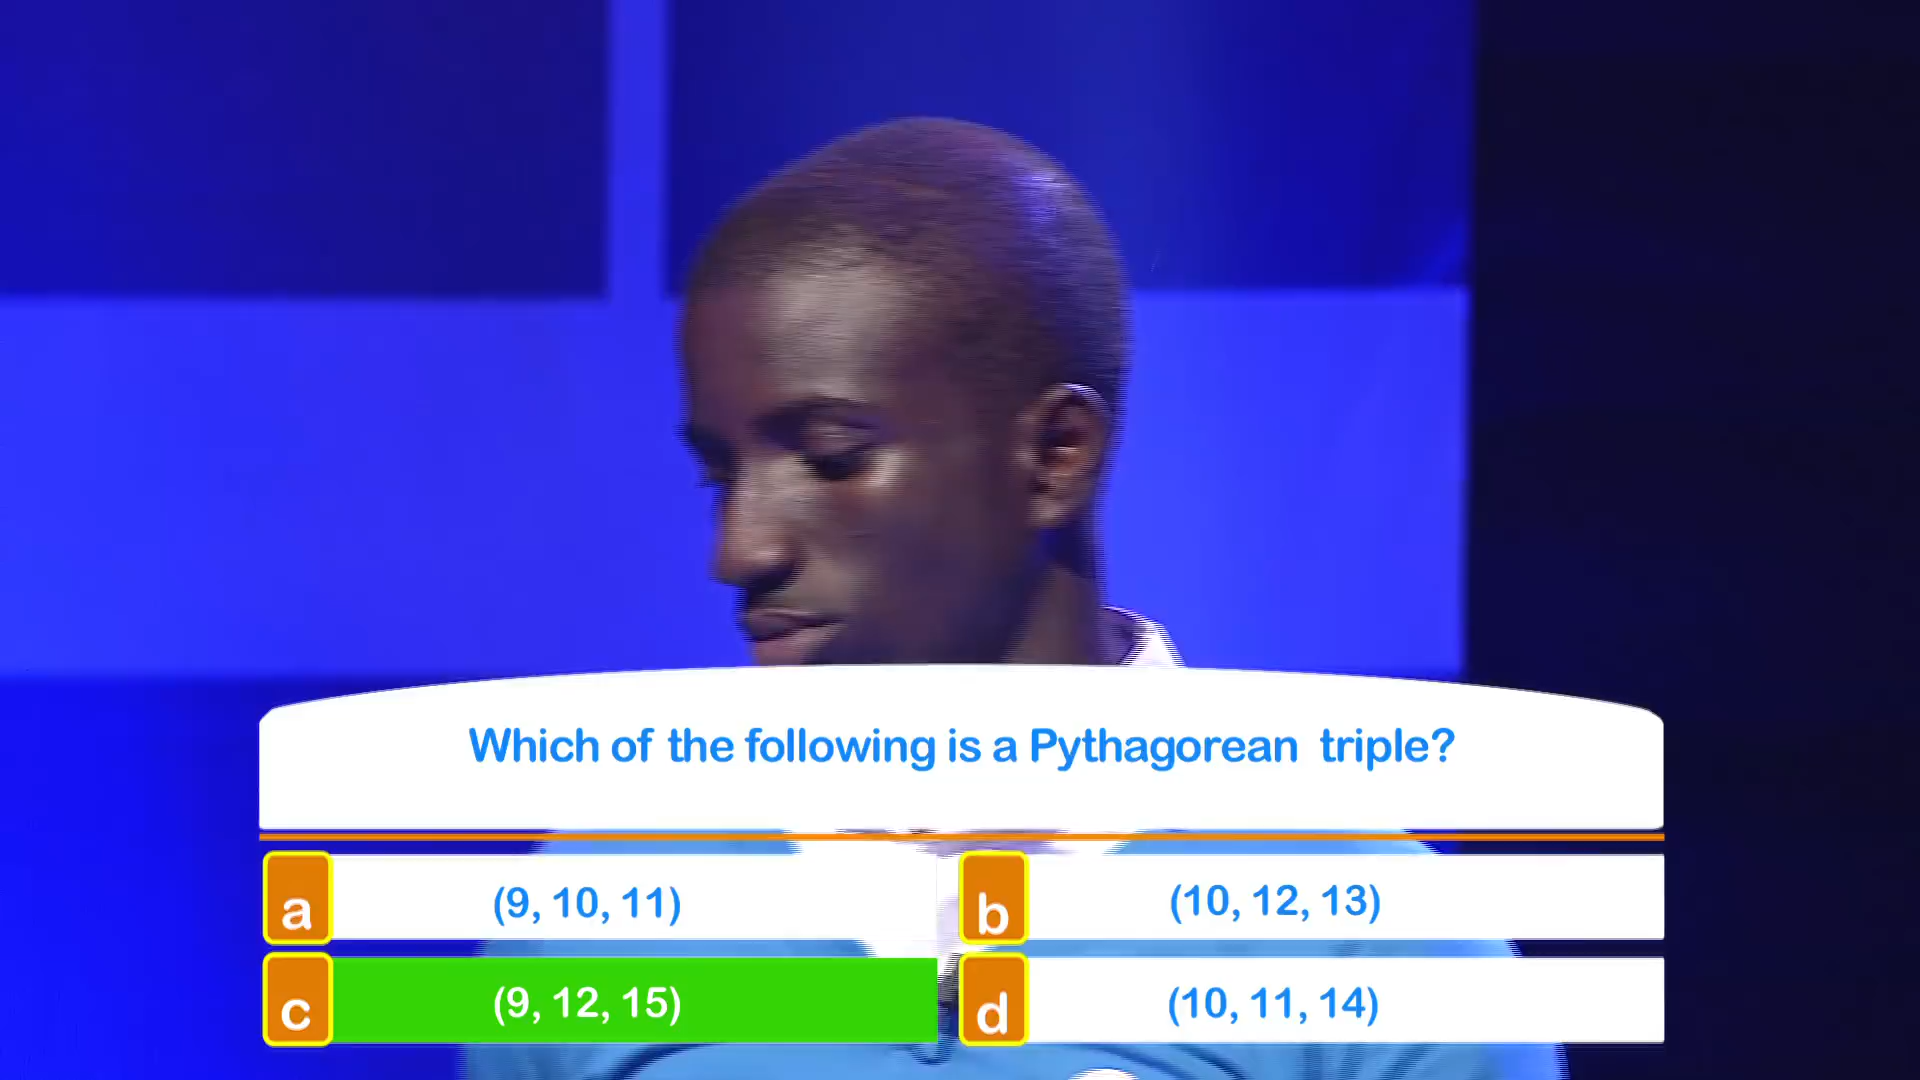 Which of the following is a Pythagorean triple?
a (9, 10, 11)
b (10, 12, 13)
c (9, 12, 15)
d (10, 11, 14)